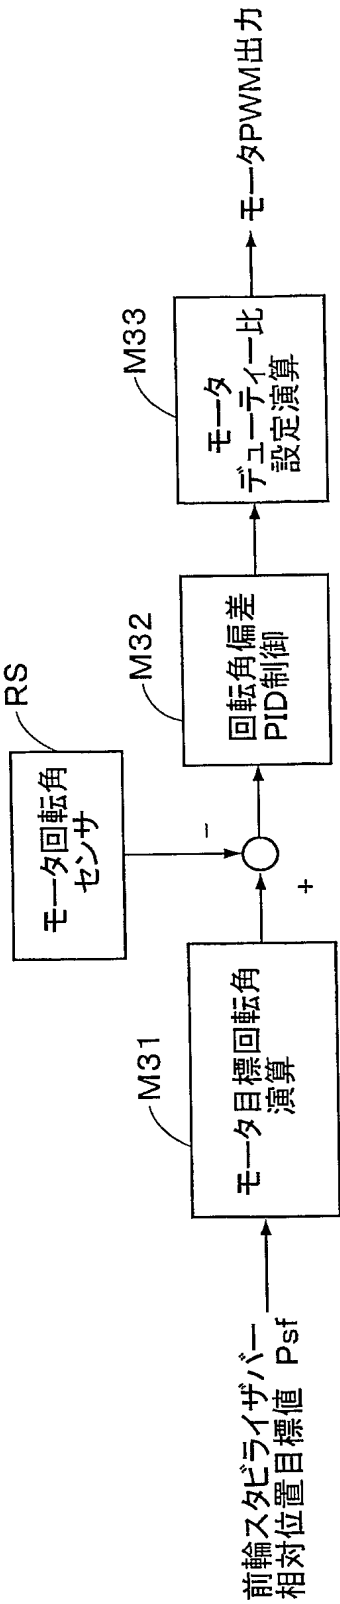 前輪スタビライザバー
相対位置目標値 Psf
M31
モータ目標回転角
演算
+
−
RS
モータ回転角
センサ
M32
回転角偏差
PID制御
M33
モータ
デューティー比
設定演算
モータPWM出力